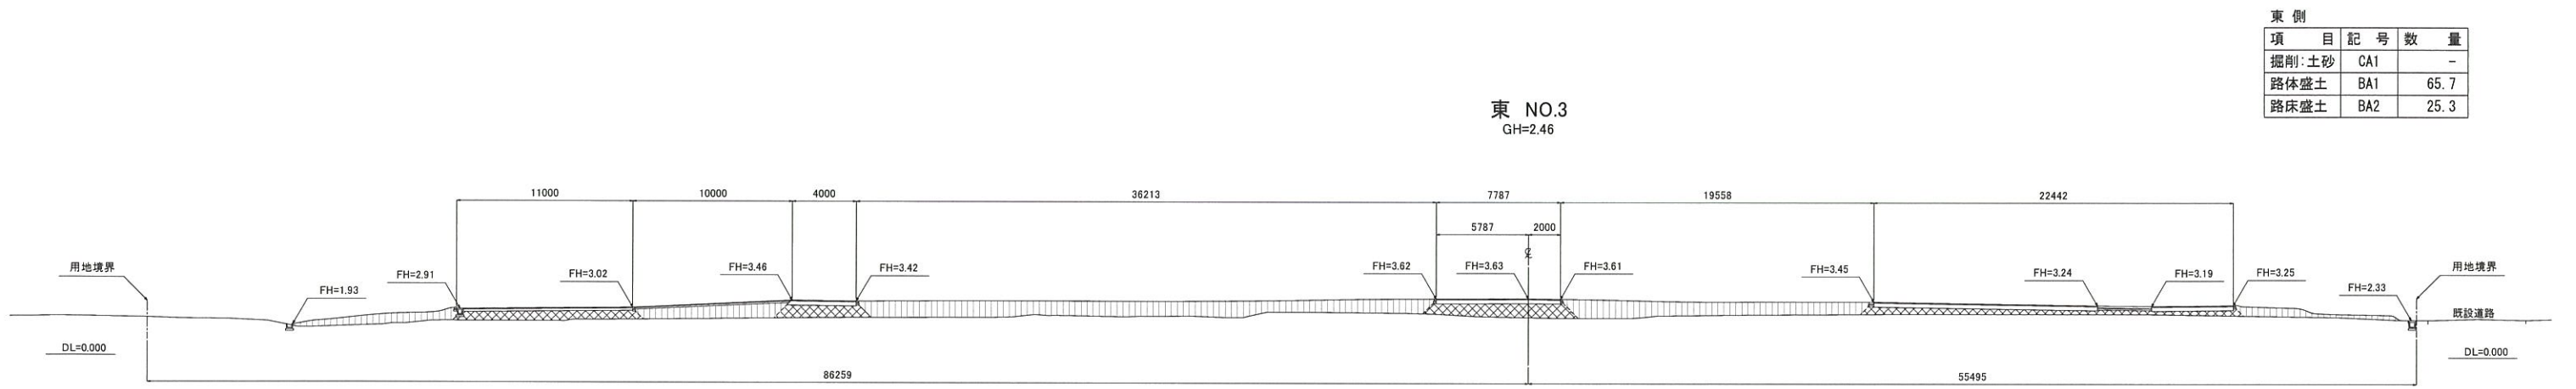 東 側
項 目 記 号 数 量
掘削:土砂 CA1 -
路体盛土 BA1 65.7
路床盛土 BA2 25.3
東 NO.3
GH=2.46
11000 10000 4000 36213 7787 19558 22442
5787 2000
℄
用地境界 FH=1.93 FH=2.91 FH=3.02 FH=3.46 FH=3.42 FH=3.62 FH=3.63 FH=3.61 FH=3.45 FH=3.24 FH=3.19 FH=3.25 FH=2.33 用地境界
既設道路
DL=0.000 DL=0.000
86259 55495